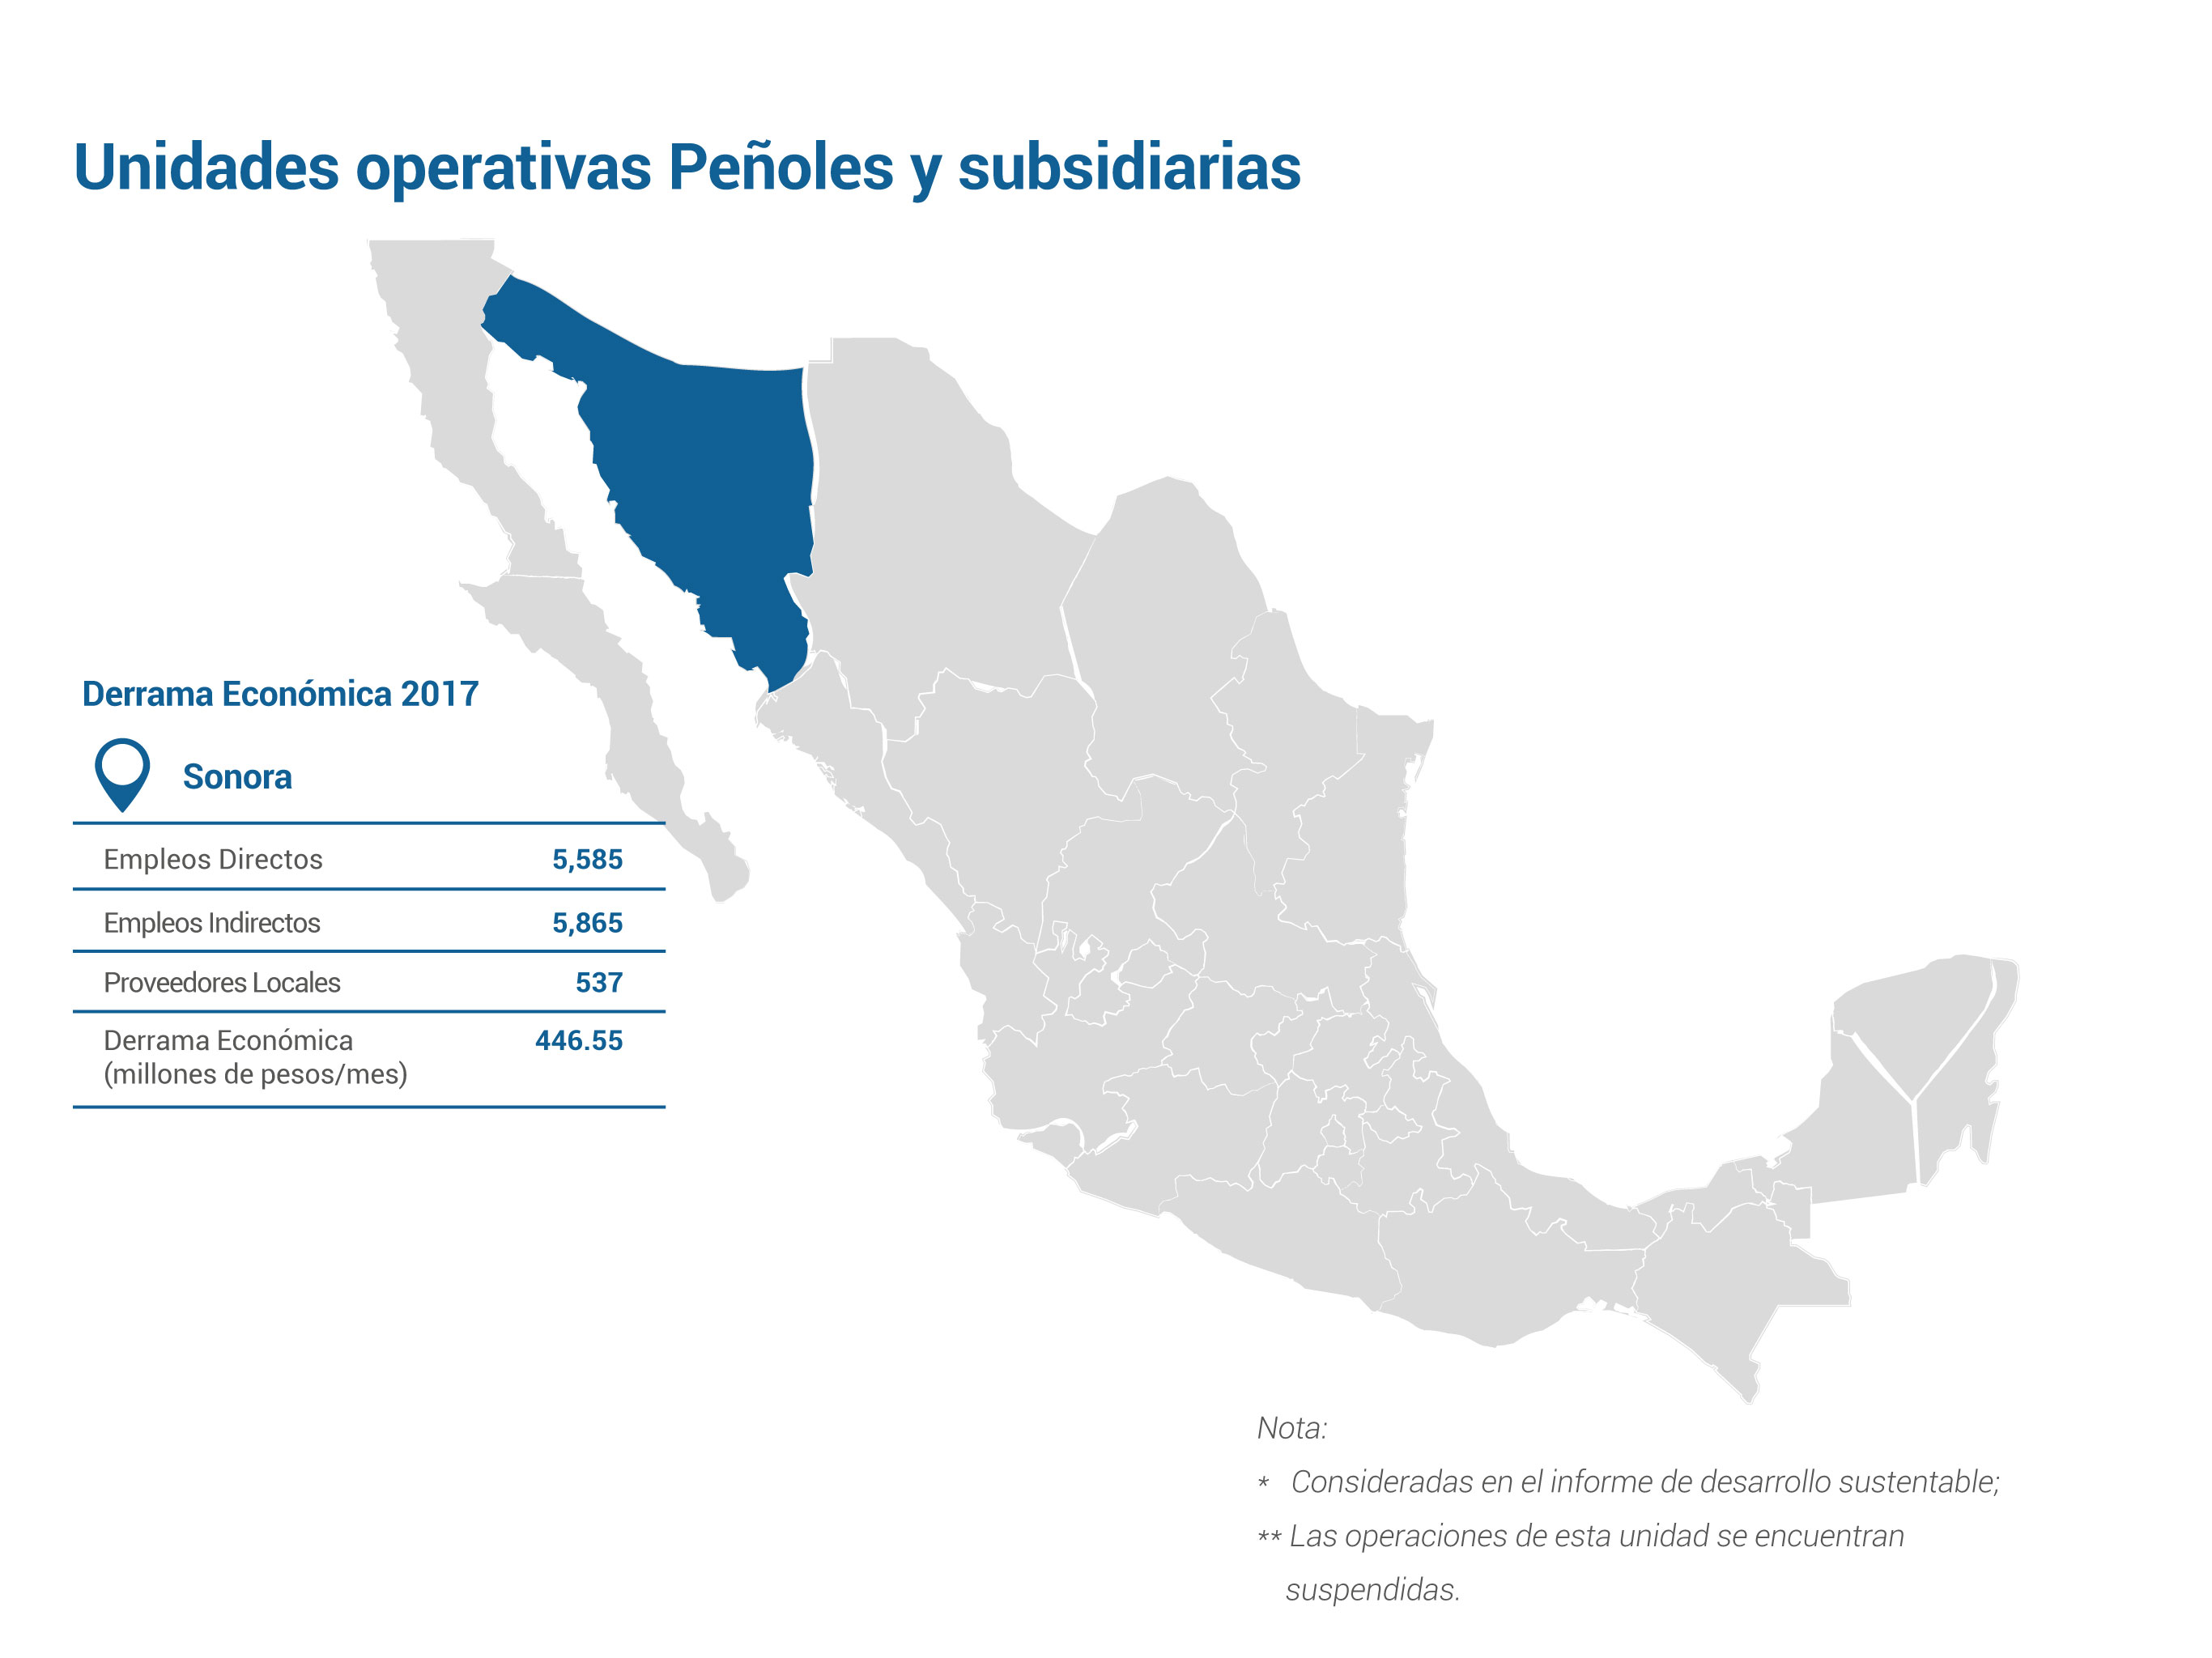 Unidades operativas Peñoles y subsidiarias
Derrama Económica 2017
Sonora
Empleos Directos 5,585
Empleos Indirectos 5,865
Proveedores Locales 537
Derrama Económica 446.55
(millones de pesos/mes)
Nota:
* Consideradas en el informe de desarrollo sustentable;
** Las operaciones de esta unidad se encuentran
suspendidas.